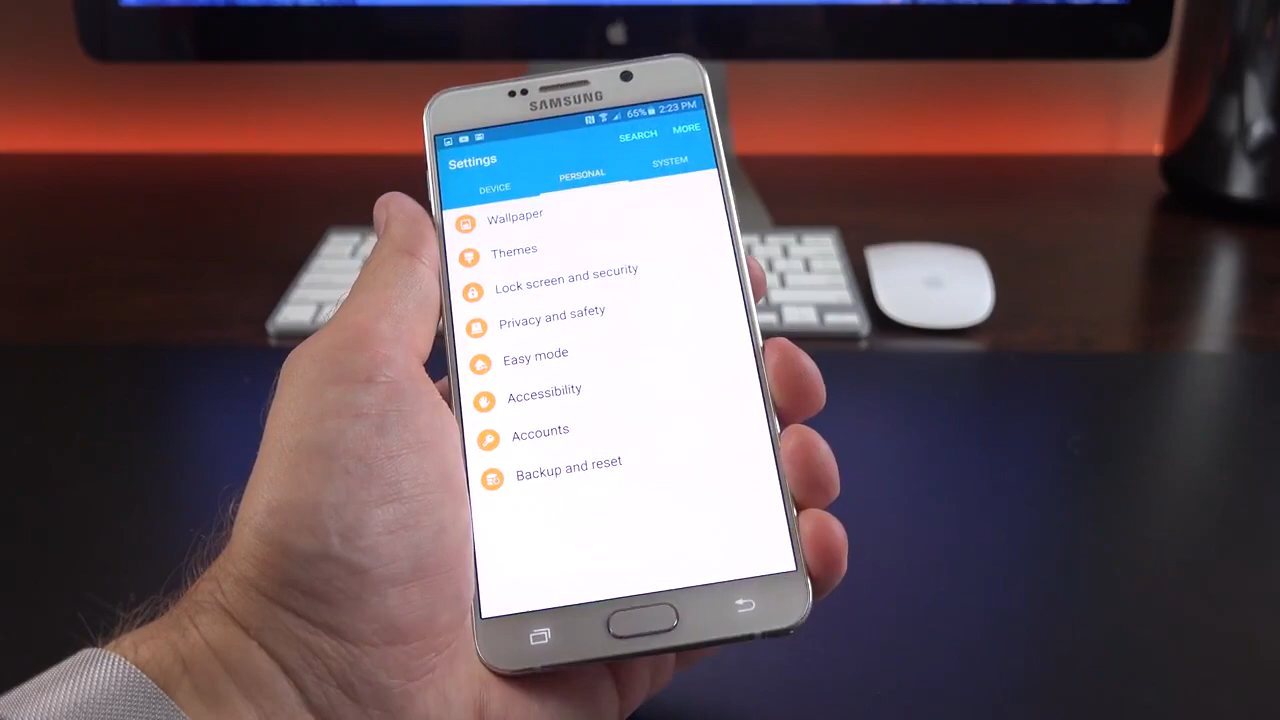 SAMSUNG
65% 2:23 PM
Settings
SEARCH MORE
DEVICE PERSONAL SYSTEM
Wallpaper
Themes
Lock screen and security
Privacy and safety
Easy mode
Accessibility
Accounts
Backup and reset